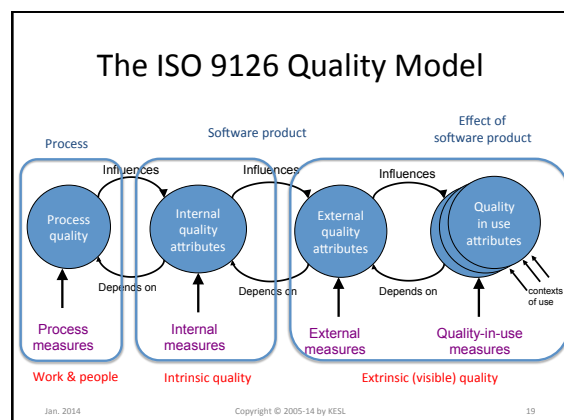 The ISO 9126 Quality Model
Process
Software product
Effect of
software product
Influences
Influences
Influences
Process
quality
Internal
quality
attributes
External
quality
attributes
Quality
in use
attributes
Depends on
Depends on
Depends on
contexts
of use
Process
measures
Internal
measures
External
measures
Quality-in-use
measures
Work & people
Intrinsic quality
Extrinsic (visible) quality
Jan. 2014
Copyright © 2005-14 by KESL
19